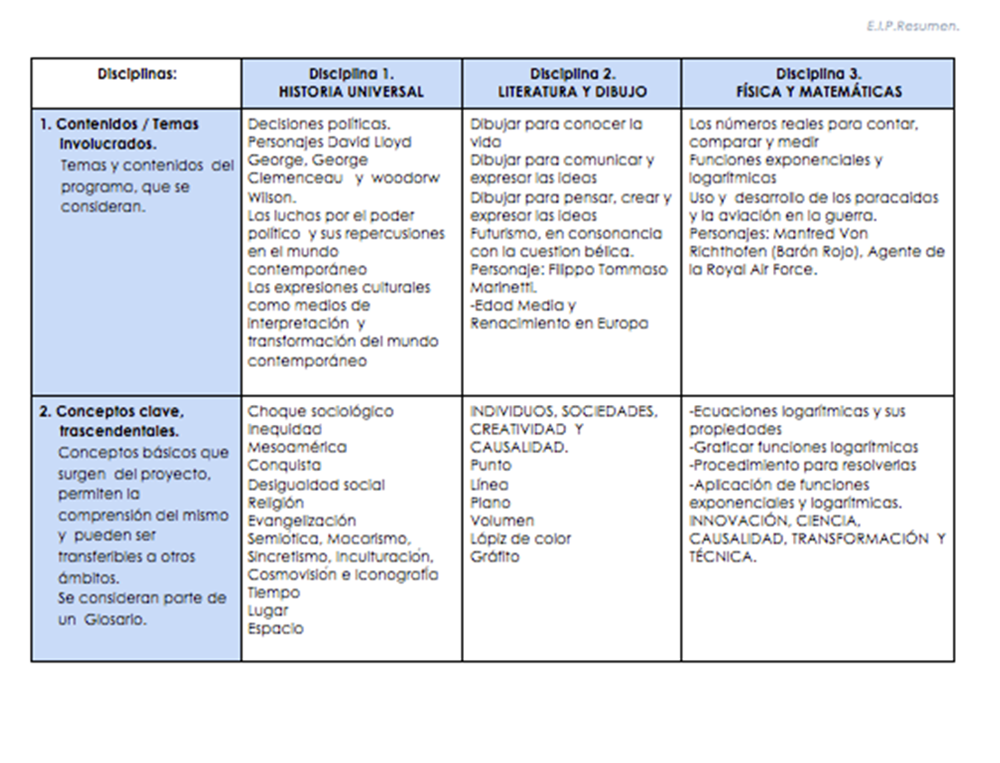 E.I.P.Resumen.
Disciplinas:
Disciplina 1.
HISTORIA UNIVERSAL
Disciplina 2.
LITERATURA Y DIBUJO
Disciplina 3.
FÍSICA Y MATEMÁTICAS
1. Contenidos / Temas
Involucrados.
Temas y contenidos del
programa, que se
consideran.
Decisiones políticas.
Personajes David Lloyd
George, George
Clemenceau y woodorw
Wilson.
Las luchas por el poder
político y sus repercusiones
en el mundo
contemporáneo
Las expresiones culturales
como medios de
interpretación y
transformación del mundo
contemporáneo
Dibujar para conocer la
vida
Dibujar para comunicar y
expresar las ideas
Dibujar para pensar, crear y
expresar las ideas
Futurismo, en consonancia
con la cuestion bélica.
Personaje: Filippo Tommaso
Marinetti.
-Edad Media y
Renacimiento en Europa
Los números reales para contar,
comparar y medir
Funciones exponenciales y
logarítmicas
Uso y desarrollo de los paracaidas
y la aviación en la guerra.
Personajes: Manfred Von
Richthofen (Barón Rojo), Agente de
la Royal Air Force.
2. Conceptos clave,
trascendentales.
Conceptos básicos que
surgen del proyecto,
permiten la
comprensión del mismo
y pueden ser
transferibles a otros
ámbitos.
Se consideran parte de
un Glosario.
Choque sociológico
Inequidad
Mesoamérica
Conquista
Desigualdad social
Religión
Evangelización
Semiótica, Macarismo,
Sincretismo, Inculturación,
Cosmovisión e Iconografía
Tiempo
Lugar
Espacio
INDIVIDUOS, SOCIEDADES,
CREATIVIDAD Y
CAUSALIDAD.
Punto
Línea
Plano
Volumen
Lápiz de color
Gráfito
-Ecuaciones logarítmicas y sus
propiedades
-Graficar funciones logarítmicos
-Procedimiento para resolverlas
-Aplicación de funciones
exponenciales y logarítmicas.
INNOVACIÓN, CIENCIA,
CAUSALIDAD, TRANSFORMACIÓN Y
TÉCNICA.